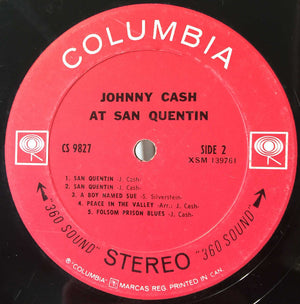 COLUMBIA
JOHNNY CASH
AT SAN QUENTIN
CS 9827
SIDE 2
XSM 139761
1. SAN QUENTIN -J. Cash-
2. SAN QUENTIN -J. Cash-
3. A BOY NAMED SUE -S. Silverstein-
4. PEACE IN THE VALLEY -Arr.: J. Cash-
5. FOLSOM PRISON BLUES -J. Cash-
"360 SOUND" STEREO "360 SOUND"
® "COLUMBIA" MARCAS REG. PRINTED IN CAN.